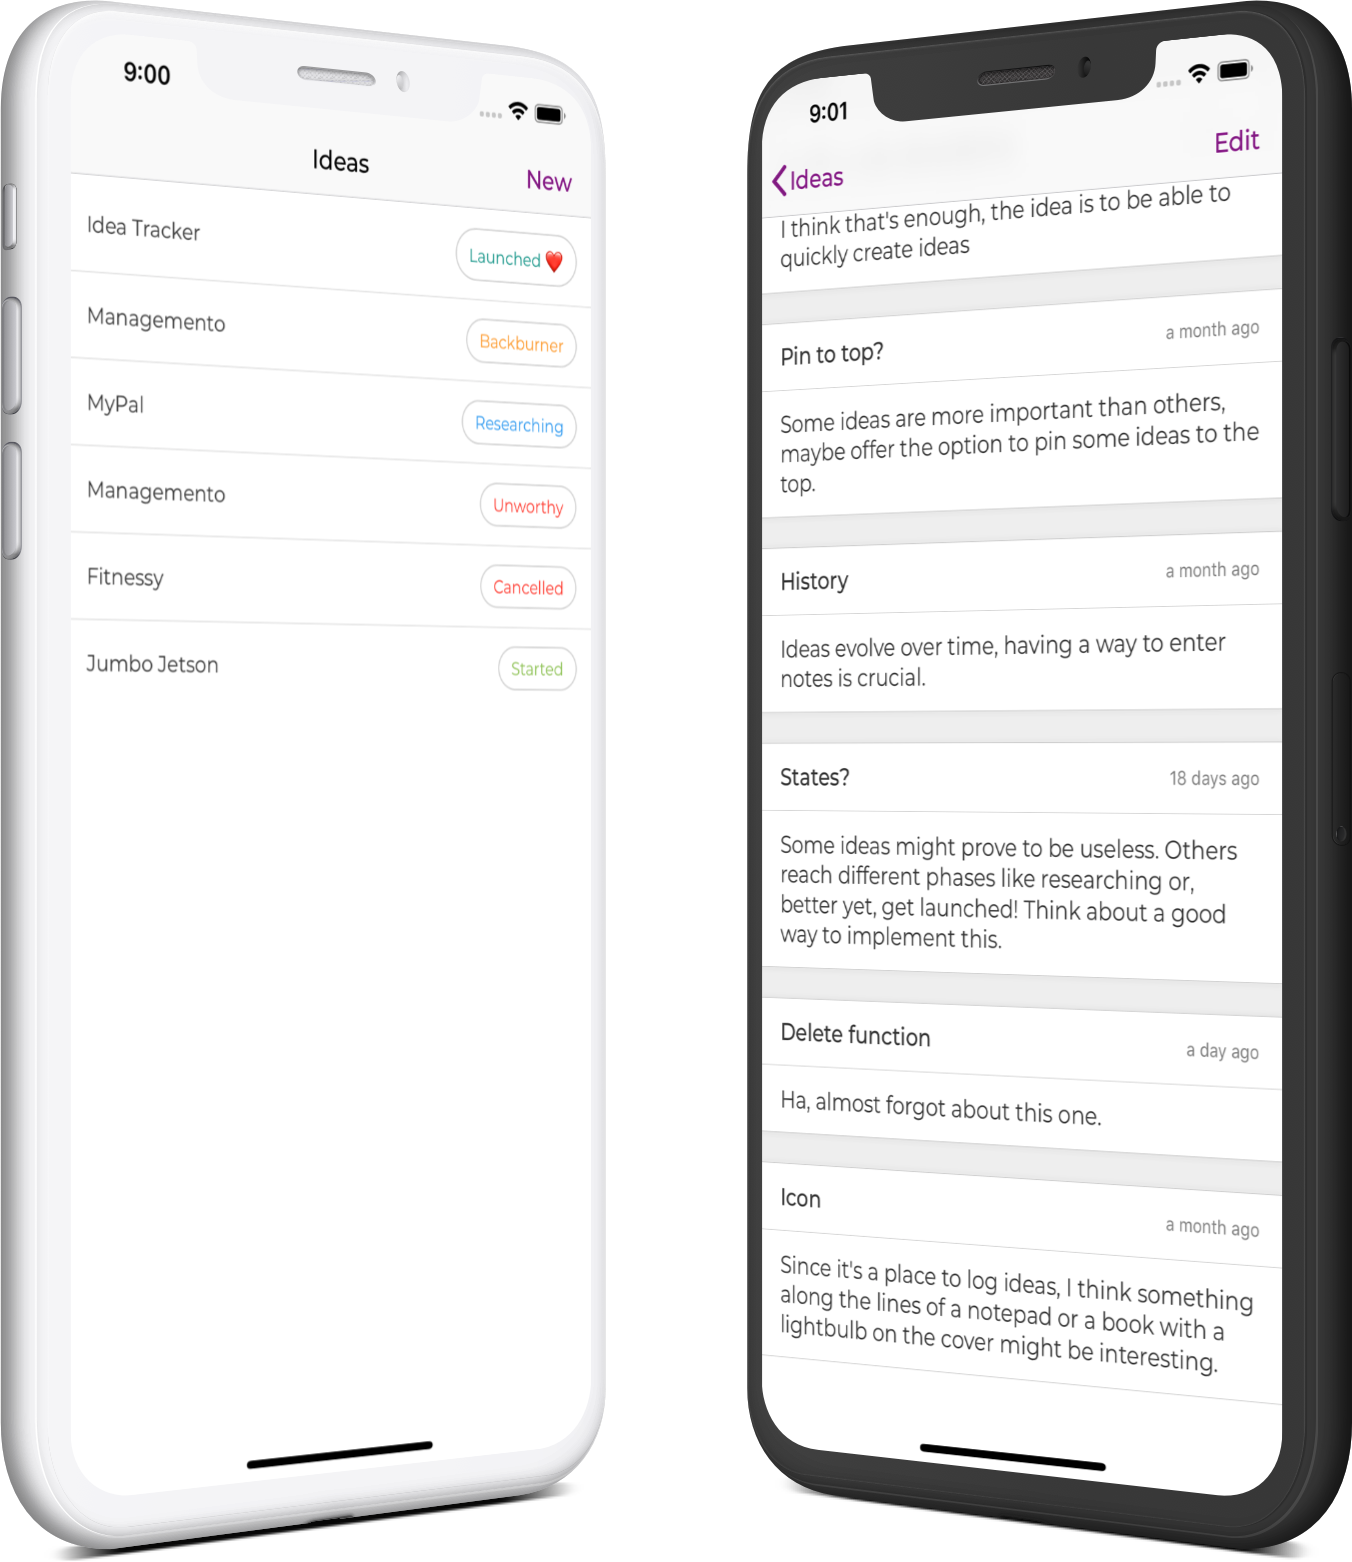 9:00
Ideas
New
Idea Tracker
Launched ❤️
Managemento
Backburner
MyPal
Researching
Managemento
Unworthy
Fitnessy
Cancelled
Jumbo Jetson
Started
9:01
Ideas
Edit
I think that's enough, the idea is to be able to
quickly create ideas
Pin to top?
a month ago
Some ideas are more important than others,
maybe offer the option to pin some ideas to the
top.
History
a month ago
Ideas evolve over time, having a way to enter
notes is crucial.
States?
18 days ago
Some ideas might prove to be useless. Others
reach different phases like researching or,
better yet, get launched! Think about a good
way to implement this.
Delete function
a day ago
Ha, almost forgot about this one.
Icon
a month ago
Since it's a place to log ideas, I think something
along the lines of a notepad or a book with a
lightbulb on the cover might be interesting.